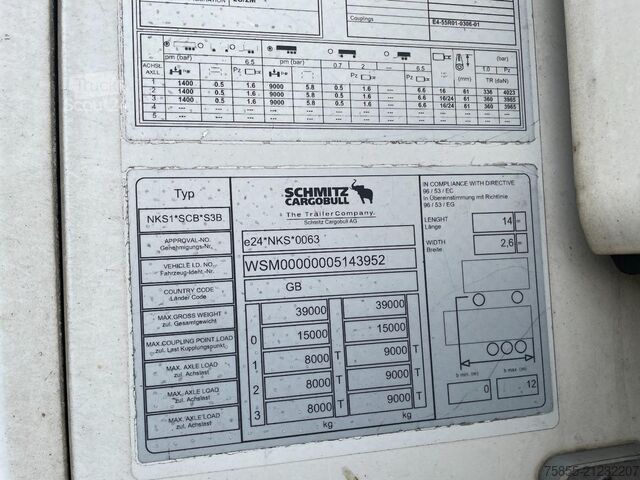 Couplings
E4-55R01-0306-01
pm (bar)
6.5
pm (bar)
0.7
2
---
6.5
(mm)
(bar)
1.0
Pz
ACHSE
AXLE
Pz
Pz
TR (daN)
1400
0.5
1.6
9000
5.8
0.5
1.6
---
6.6
16
61
336
4023
2
1400
0.5
1.6
9000
5.8
0.5
1.6
---
6.6
16/24
61
360
3965
3
1400
0.5
1.6
9000
5.8
0.5
1.6
---
6.6
16/24
61
360
3965
4
5
Typ
NKS1*SCB*S3B
APPROVAL-NO.
Genehmigungs-Nr.
VEHICLE I.D. NO.
Fahrzeug-Ident.-Nr.
COUNTRY CODE
Länder Code
MAX.GROSS WEIGHT
zul. Gesamtgewicht
MAX.COUPLING POINT LOAD
zul. Last Kupplungspunkt
MAX. AXLE LOAD
zul. Achslast
MAX. AXLE LOAD
zul. Achslast
MAX.AXLE LOAD
zul. Achslast
SCHMITZ
CARGOBULL
The Trailer Company.
Schmitz Cargobull AG
e24*NKS*0063
WSM00000005143952
GB
39000
39000
0
15000
15000
1
8000
T
9000
T
2
8000
T
9000
T
3
8000
T
9000
T
kg
kg
IN COMPLIANCE WITH DIRECTIVE
96 / 53 / EC
In Übereinstimmung mit Richtlinie
96 / 53 / EG
LENGHT
Länge
14 m
WIDTH
Breite
2,6 m
b min. (m)
b max. (m)
0
12
75855-21232207